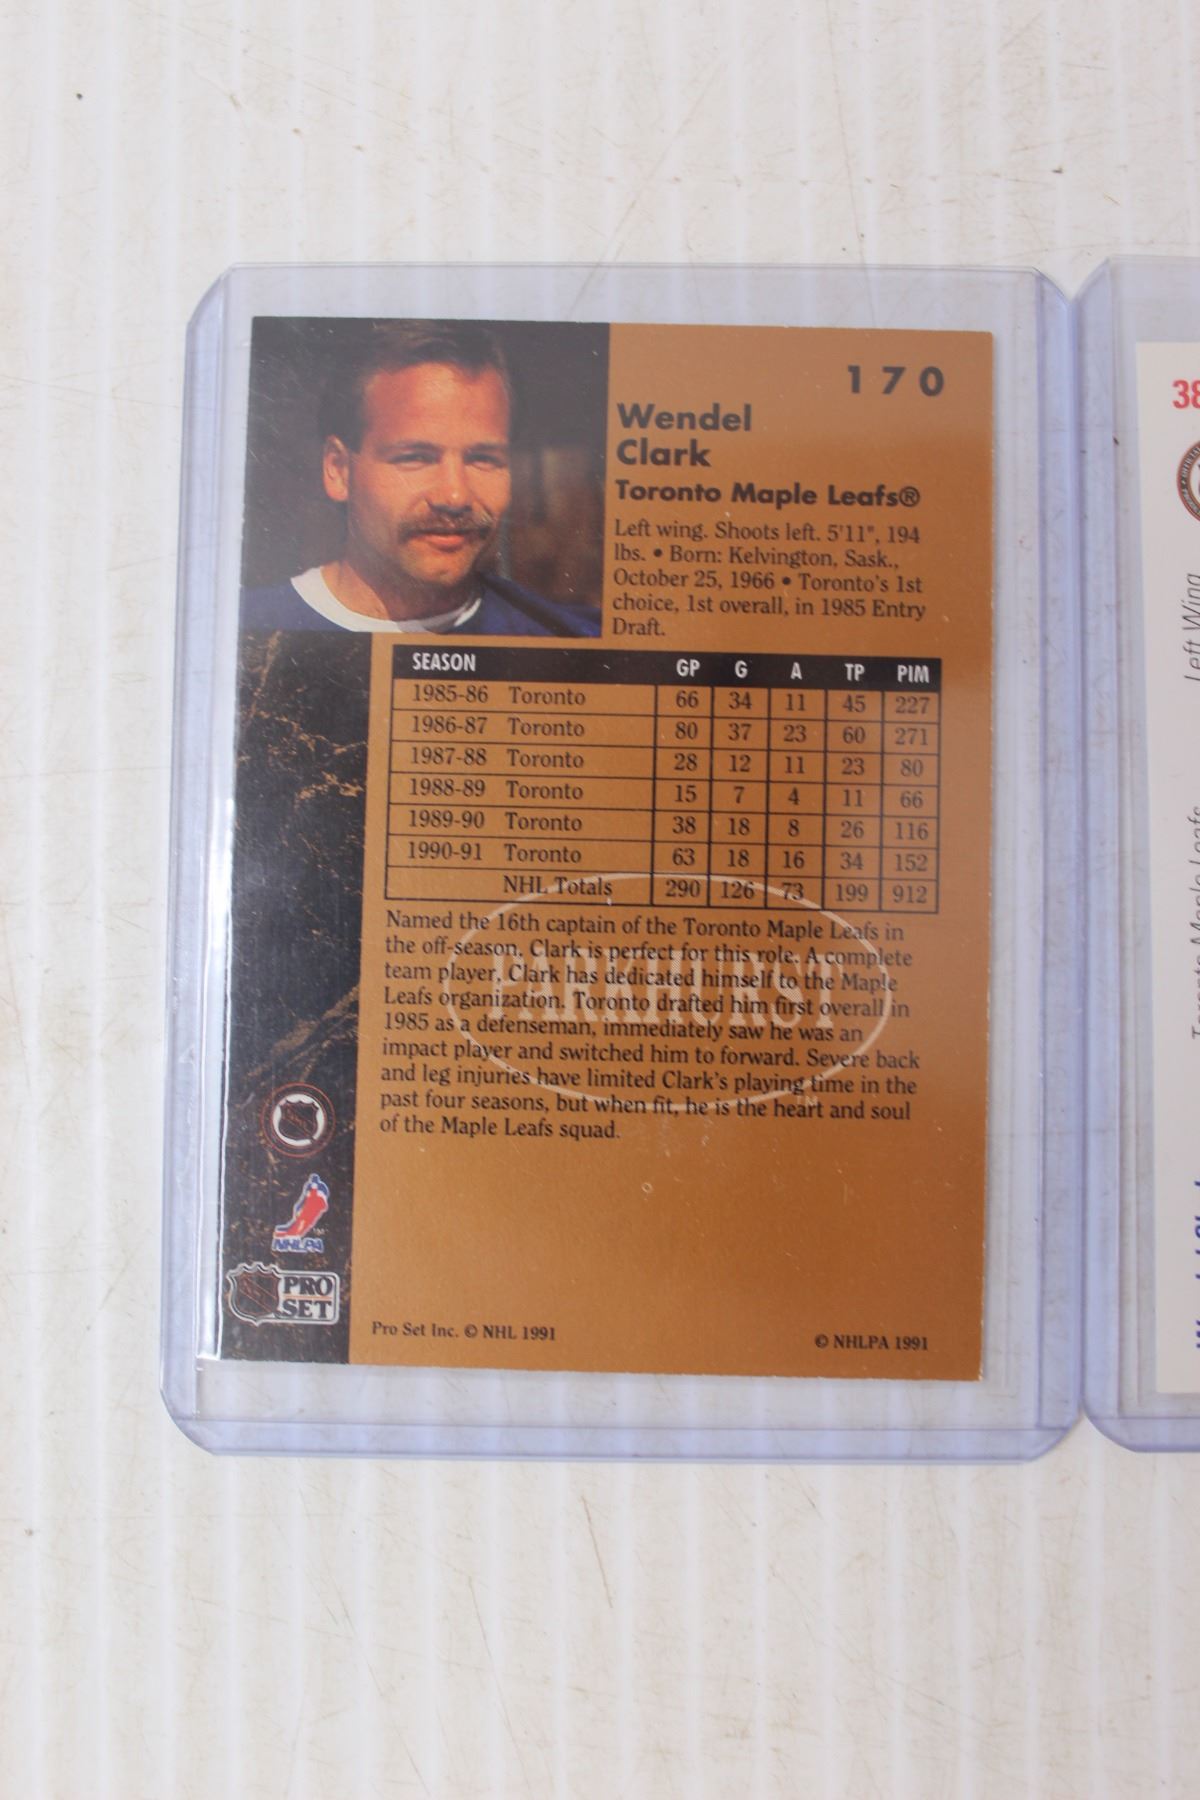 170
Wendel
Clark
Toronto Maple Leafs®
Left wing. Shoots left. 5'11", 194
lbs. • Born: Kelvington, Sask.,
October 25, 1966 • Toronto's 1st
choice, 1st overall, in 1985 Entry
Draft.
SEASON GP G A TP PIM
1985-86 Toronto 66 34 11 45 227
1986-87 Toronto 80 37 23 60 271
1987-88 Toronto 28 12 11 23 80
1988-89 Toronto 15 7 4 11 66
1989-90 Toronto 38 18 8 26 116
1990-91 Toronto 63 18 16 34 152
NHL Totals 290 126 73 199 912
Named the 16th captain of the Toronto Maple Leafs in
the off-season, Clark is perfect for this role. A complete
team player, Clark has dedicated himself to the Maple
Leafs organization. Toronto drafted him first overall in
1985 as a defenseman, immediately saw he was an
impact player and switched him to forward. Severe back
and leg injuries have limited Clark's playing time in the
past four seasons, but when fit, he is the heart and soul
of the Maple Leafs squad.
PARKHURST
TM
NHLPA
TM
PRO
SET
Pro Set Inc. © NHL 1991
© NHLPA 1991
38
Left Wing
Toronto Maple Leafs